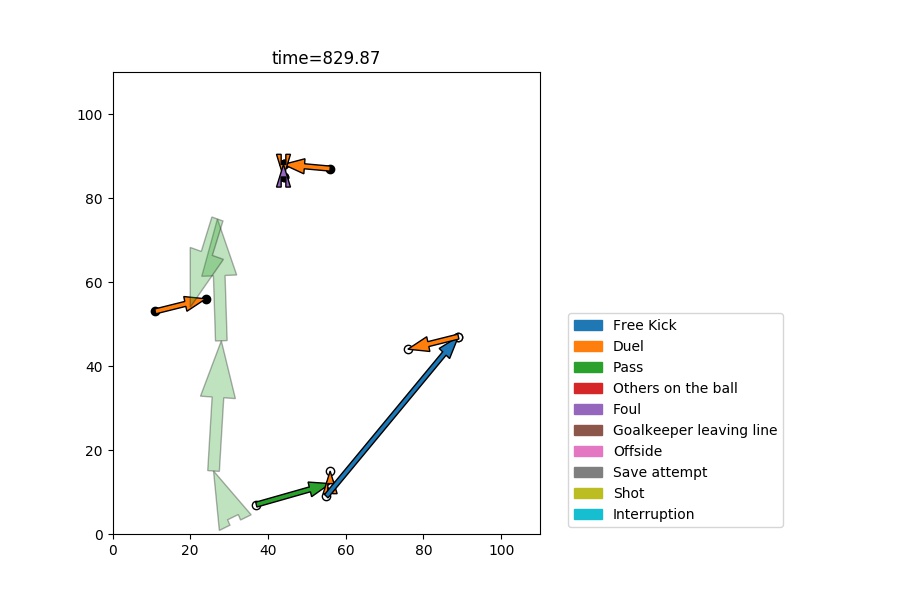 time=829.87
100
80
60
40
20
0
0 20 40 60 80 100
Free Kick
Duel
Pass
Others on the ball
Foul
Goalkeeper leaving line
Offside
Save attempt
Shot
Interruption